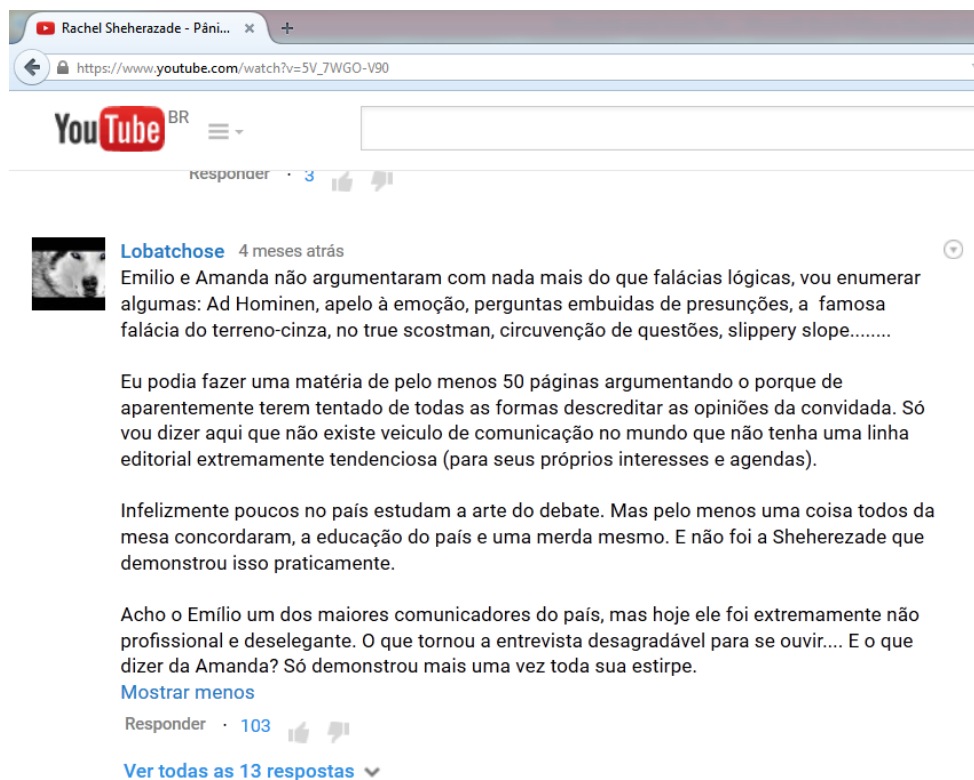 Rachel Sheherazade - Pâni...
https://www.youtube.com/watch?v=5V_7WGO-V90
YouTube BR
Responder · 3
Lobatchose 4 meses atrás
Emilio e Amanda não argumentaram com nada mais do que falácias lógicas, vou enumerar
algumas: Ad Hominen, apelo à emoção, perguntas embuidas de presunções, a famosa
falácia do terreno-cinza, no true scostman, circuvenção de questões, slippery slope........
Eu podia fazer uma matéria de pelo menos 50 páginas argumentando o porque de
aparentemente terem tentado de todas as formas descreditar as opiniões da convidada. Só
vou dizer aqui que não existe veiculo de comunicação no mundo que não tenha uma linha
editorial extremamente tendenciosa (para seus próprios interesses e agendas).
Infelizmente poucos no país estudam a arte do debate. Mas pelo menos uma coisa todos da
mesa concordaram, a educação do país e uma merda mesmo. E não foi a Sheherezade que
demonstrou isso praticamente.
Acho o Emílio um dos maiores comunicadores do país, mas hoje ele foi extremamente não
profissional e deselegante. O que tornou a entrevista desagradável para se ouvir.... E o que
dizer da Amanda? Só demonstrou mais uma vez toda sua estirpe.
Mostrar menos
Responder · 103
Ver todas as 13 respostas